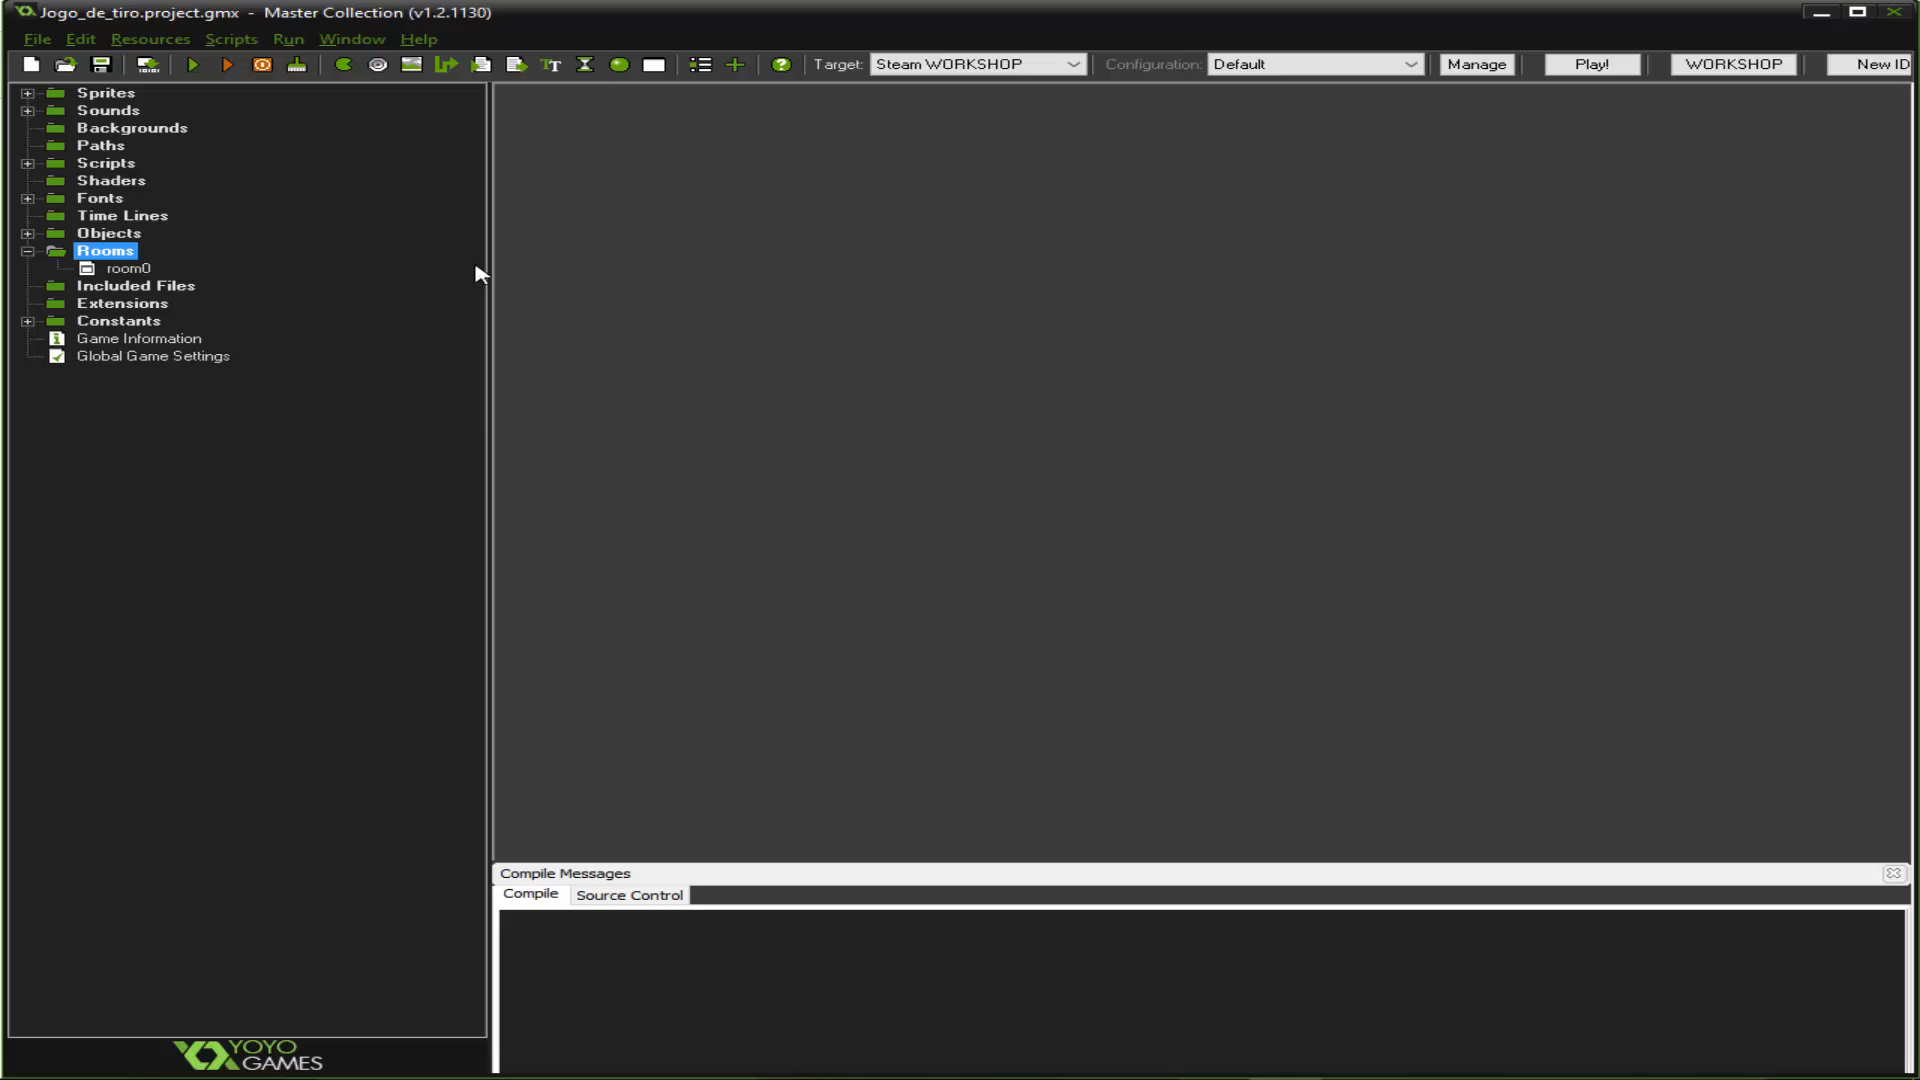 Jogo_de_tiro.project.gmx - Master Collection (v1.2.1130)
File Edit Resources Scripts Run Window Help
Target: Steam WORKSHOP Configuration: Default Manage Play! WORKSHOP New ID
Sprites
Sounds
Backgrounds
Paths
Scripts
Shaders
Fonts
Time Lines
Objects
Rooms
room0
Included Files
Extensions
Constants
Game Information
Global Game Settings
Compile Messages
Compile Source Control
YOYO
GAMES